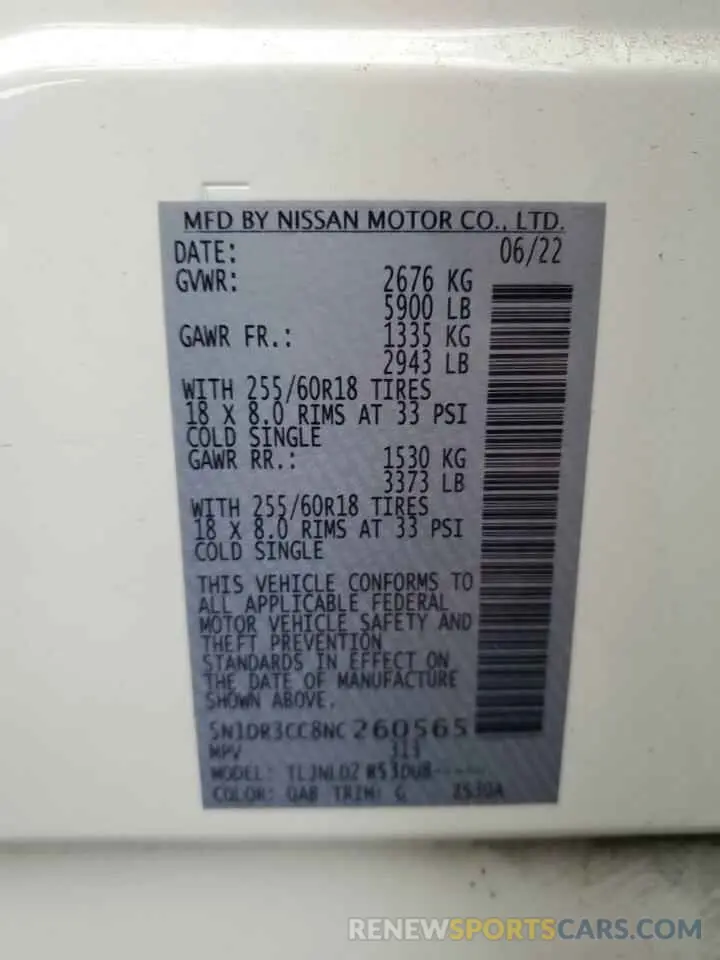 MFD BY NISSAN MOTOR CO., LTD.
DATE: 06/22
GVWR: 2676 KG
5900 LB
GAWR FR.: 1335 KG
2943 LB
WITH 255/60R18 TIRES
18 X 8.0 RIMS AT 33 PSI
COLD SINGLE
GAWR RR.: 1530 KG
3373 LB
WITH 255/60R18 TIRES
18 X 8.0 RIMS AT 33 PSI
COLD SINGLE
THIS VEHICLE CONFORMS TO
ALL APPLICABLE FEDERAL
MOTOR VEHICLE SAFETY AND
THEFT PREVENTION
STANDARDS IN EFFECT ON
THE DATE OF MANUFACTURE
SHOWN ABOVE.
5N1DR3CC8NC 260565
MPV 313
MODEL:
COLOR: QAB TRIM: G
RENEWSPORTSCARS.COM